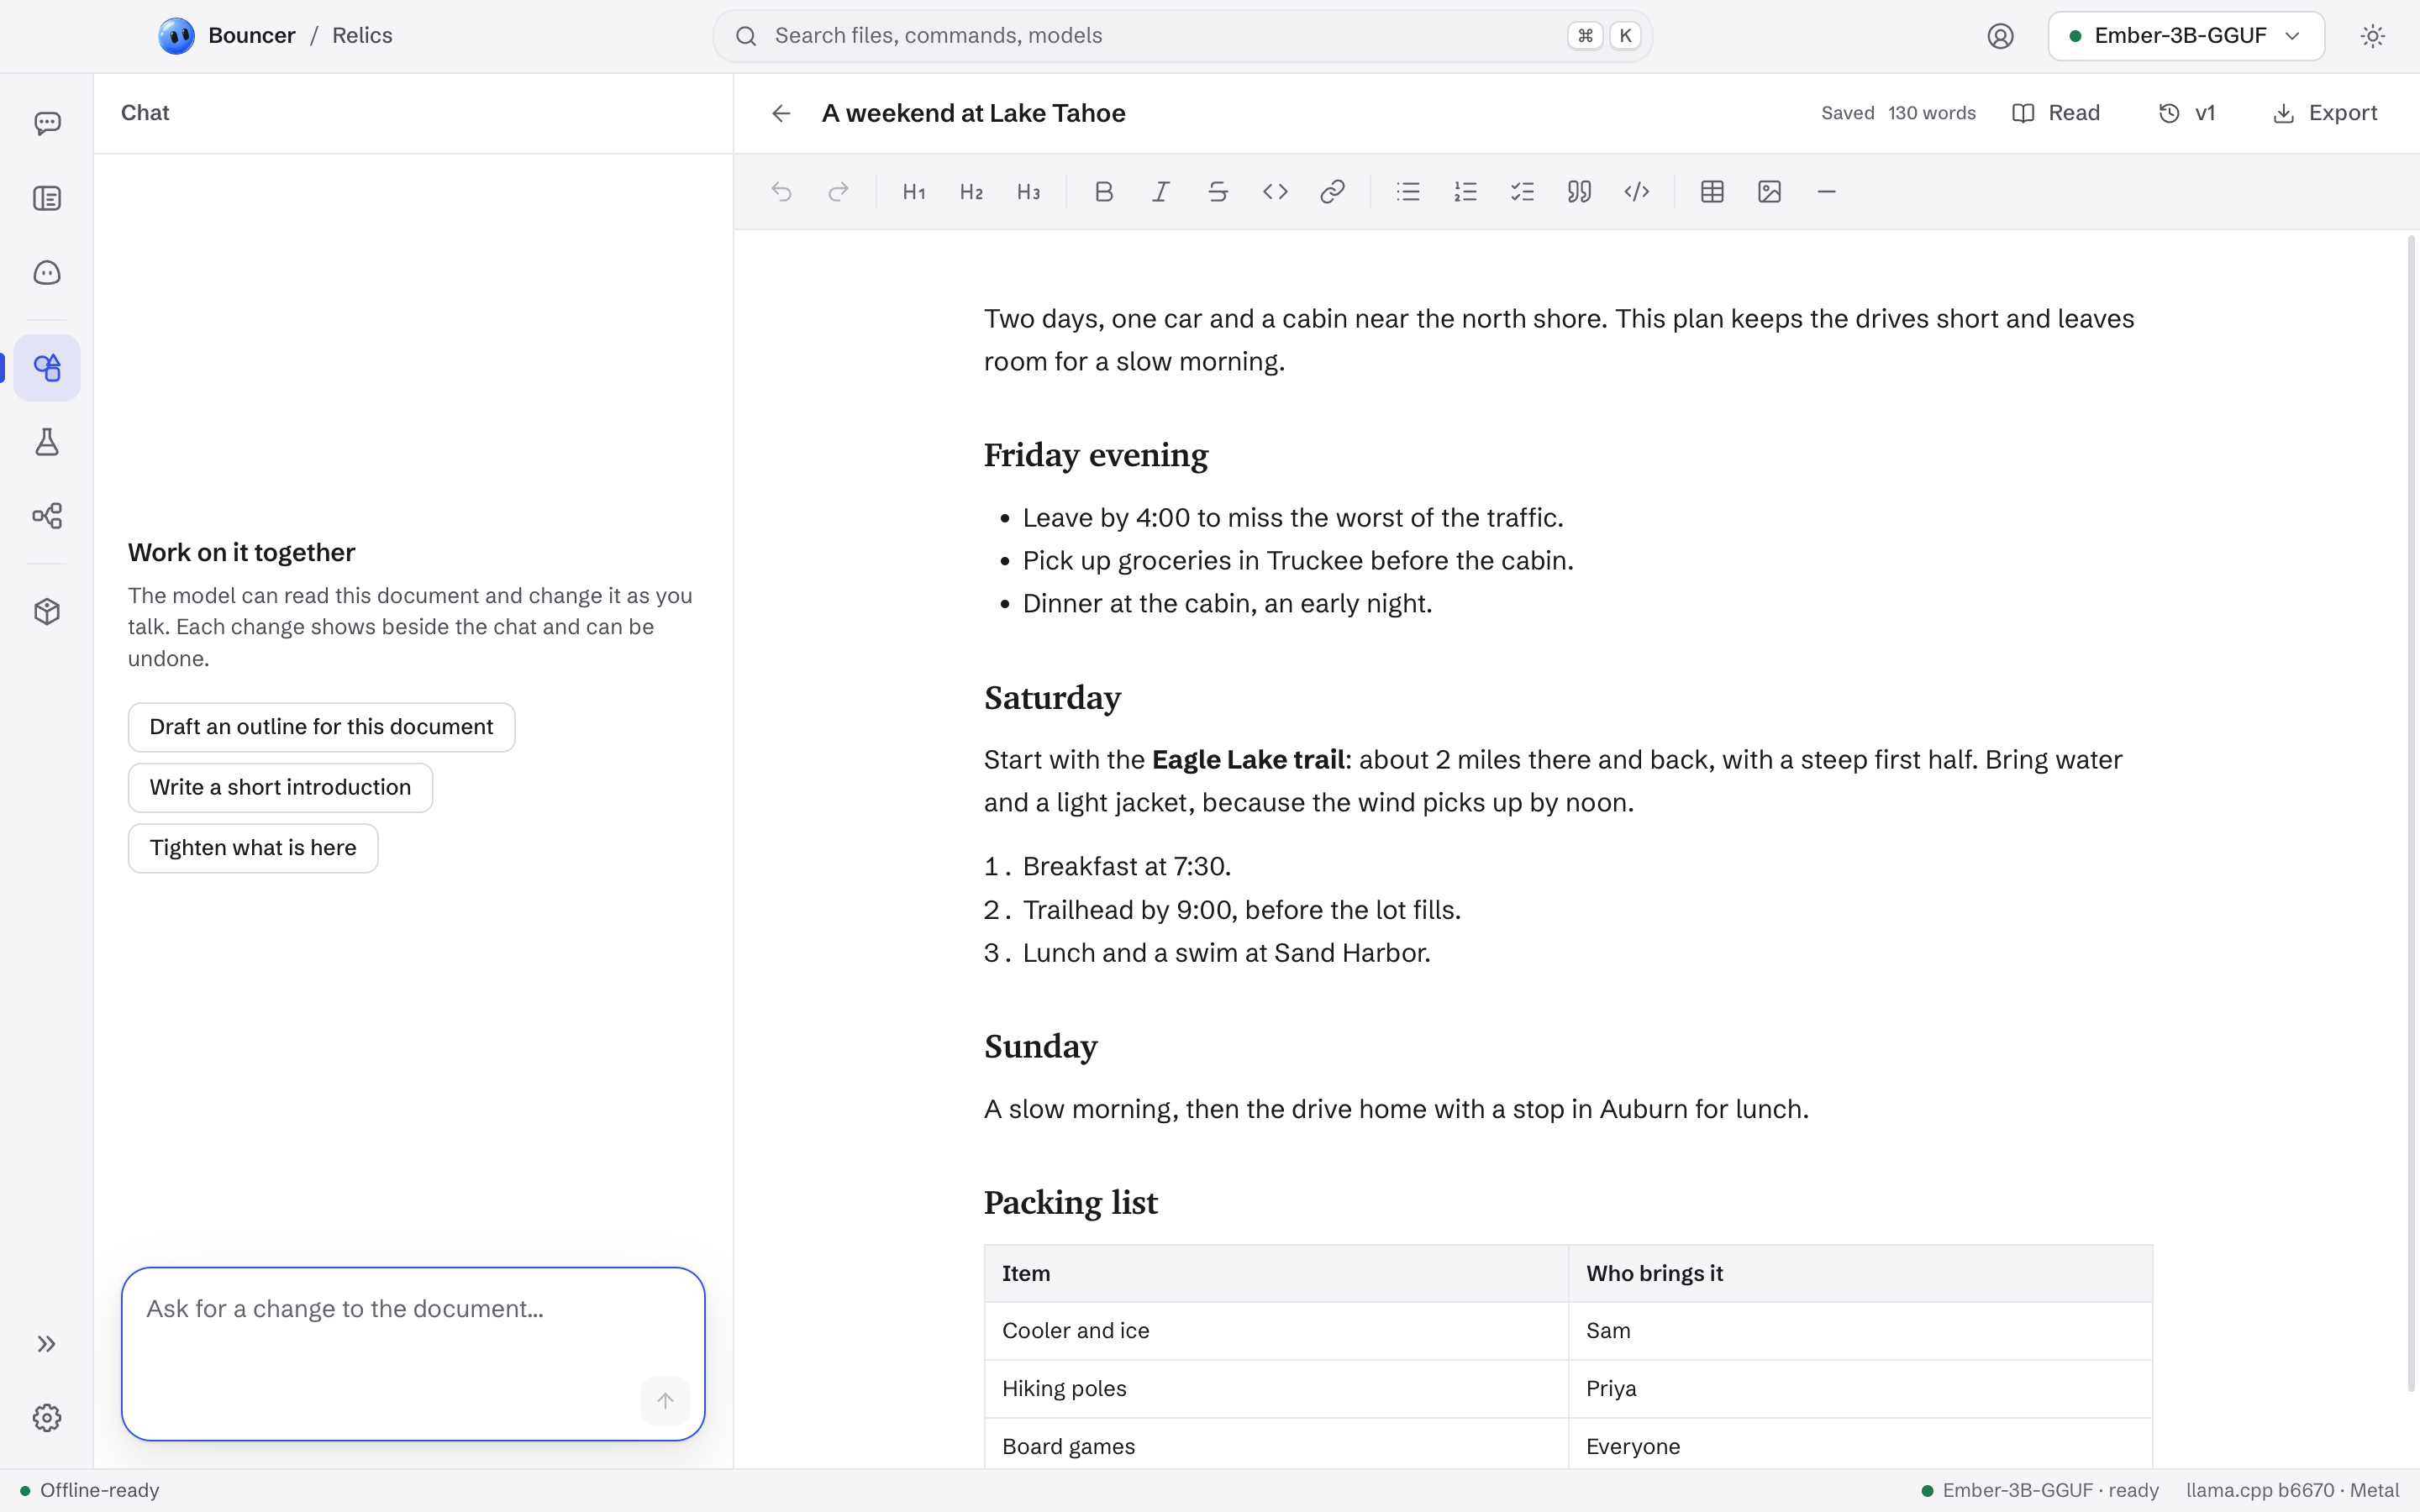 Bouncer / Relics
Search files, commands, models
⌘ K
Ember-3B-GGUF
Chat
A weekend at Lake Tahoe
Saved 130 words Read v1 Export
H1 H2 H3
Two days, one car and a cabin near the north shore. This plan keeps the drives short and leaves
room for a slow morning.
Friday evening
• Leave by 4:00 to miss the worst of the traffic.
• Pick up groceries in Truckee before the cabin.
• Dinner at the cabin, an early night.
Saturday
Start with the Eagle Lake trail: about 2 miles there and back, with a steep first half. Bring water
and a light jacket, because the wind picks up by noon.
1. Breakfast at 7:30.
2. Trailhead by 9:00, before the lot fills.
3. Lunch and a swim at Sand Harbor.
Sunday
A slow morning, then the drive home with a stop in Auburn for lunch.
Packing list
Item Who brings it
Cooler and ice Sam
Hiking poles Priya
Board games Everyone
Work on it together
The model can read this document and change it as you
talk. Each change shows beside the chat and can be
undone.
Draft an outline for this document
Write a short introduction
Tighten what is here
Ask for a change to the document...
Offline-ready
Ember-3B-GGUF · ready llama.cpp b6670 · Metal